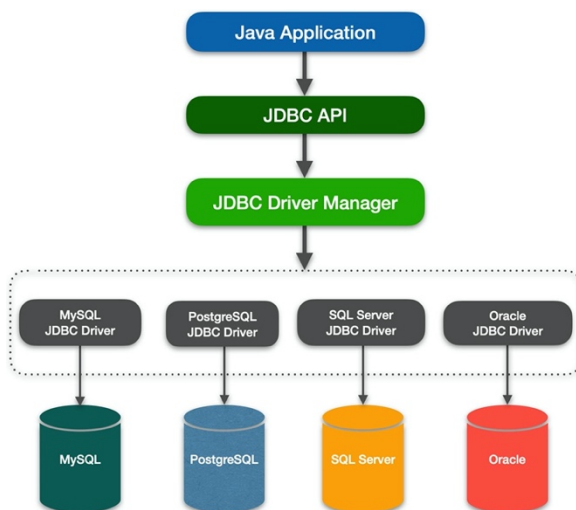 Java Application
JDBC API
JDBC Driver Manager
MySQL
JDBC Driver
PostgreSQL
JDBC Driver
SQL Server
JDBC Driver
Oracle
JDBC Driver
MySQL
PostgreSQL
SQL Server
Oracle